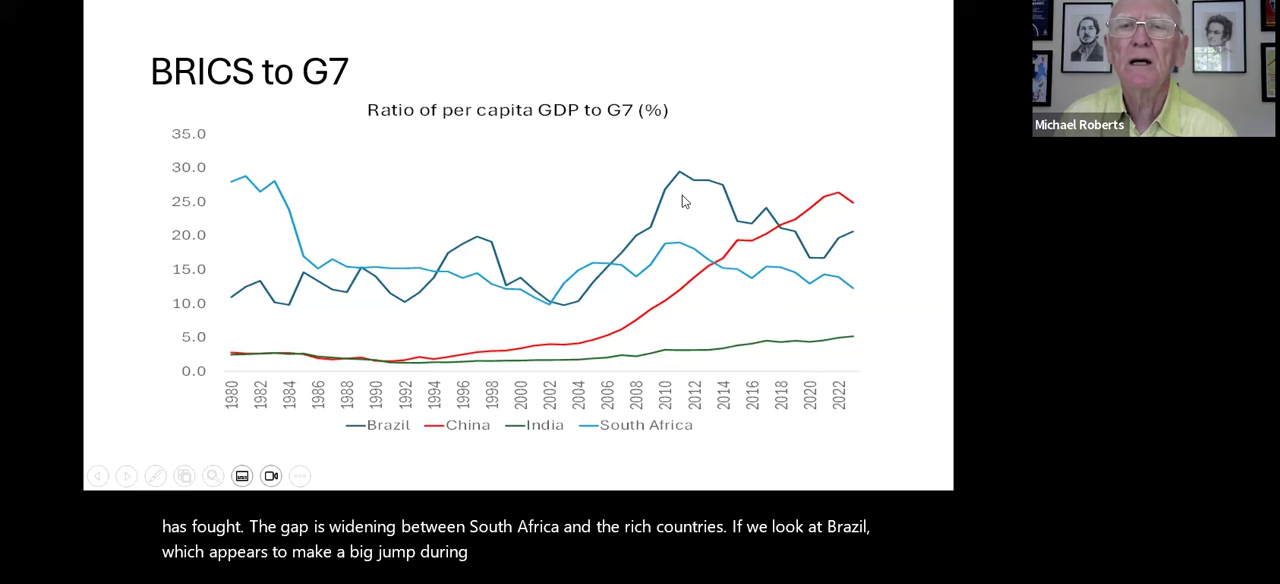 BRICS to G7
Ratio of per capita GDP to G7 (%)
35.0
30.0
25.0
20.0
15.0
10.0
5.0
0.0
1980 1982 1984 1986 1988 1990 1992 1994 1996 1998 2000 2002 2004 2006 2008 2010 2012 2014 2016 2018 2020 2022
Brazil China India South Africa
Michael Roberts
has fought. The gap is widening between South Africa and the rich countries. If we look at Brazil,
which appears to make a big jump during